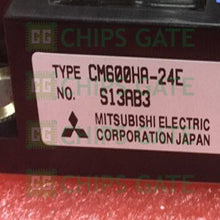 CHIPS GATE
TYPE CM600HA-24E
NO. S13AB3
MITSUBISHI ELECTRIC
CORPORATION JAPAN